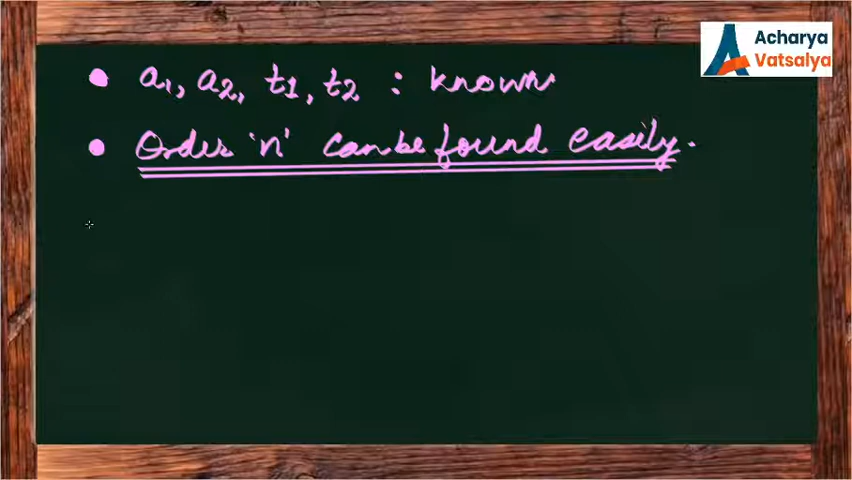 Acharya
Vatsalya
a1, a2, t1, t2 : known
Order 'n' can be found easily.